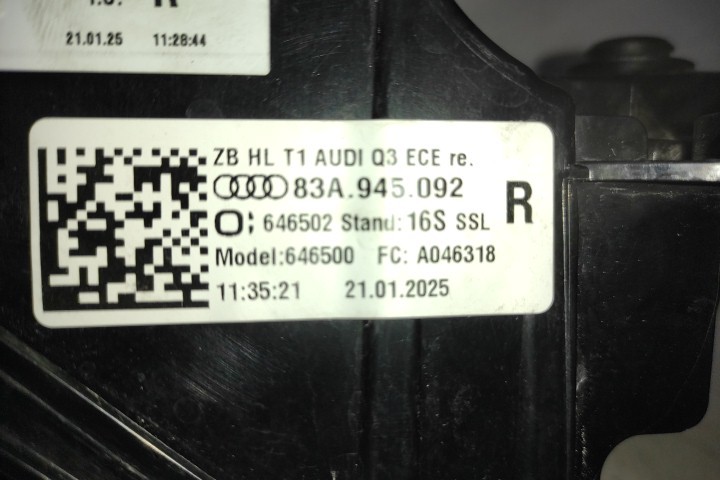 R
21.01.25 11:28:44
ZB HL T1 AUDI Q3 ECE re.
83A.945.092
R
646502 Stand: 16S SSL
Model:646500 FC: A046318
11:35:21 21.01.2025